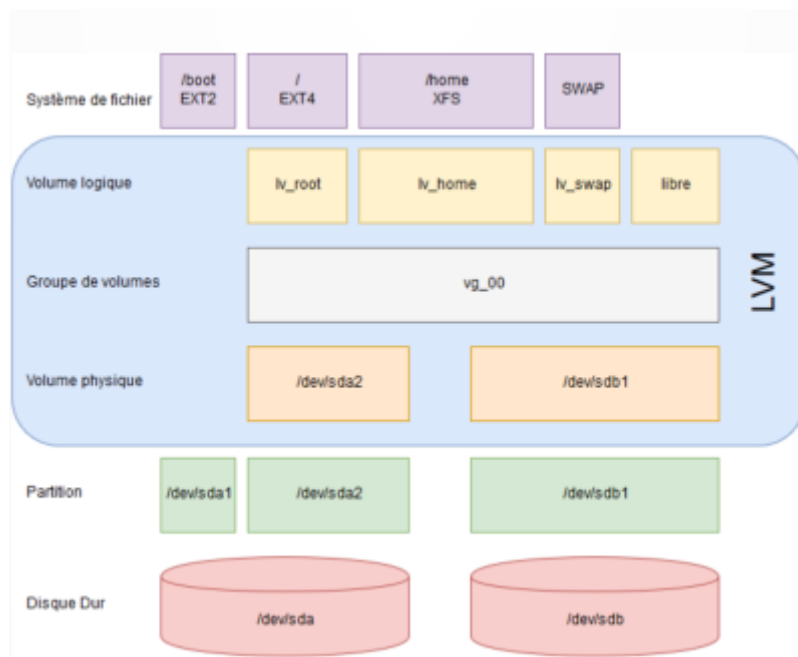 /boot
EXT2
/
EXT4
/home
XFS
SWAP
Système de fichier
Volume logique
lv_root
lv_home
lv_swap
libre
Groupe de volumes
vg_00
LVM
Volume physique
/dev/sda2
/dev/sdb1
Partition
/dev/sda1
/dev/sda2
/dev/sdb1
Disque Dur
/dev/sda
/dev/sdb